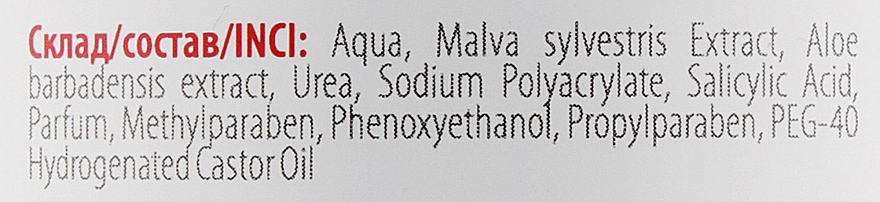 Склад/состав/INCI: Aqua, Malva sylvestris Extract, Aloe
barbadensis extract, Urea, Sodium Polyacrylate, Salicylic Acid,
Parfum, Methylparaben, Phenoxyethanol, Propylparaben, PEG-40
Hydrogenated Castor Oil